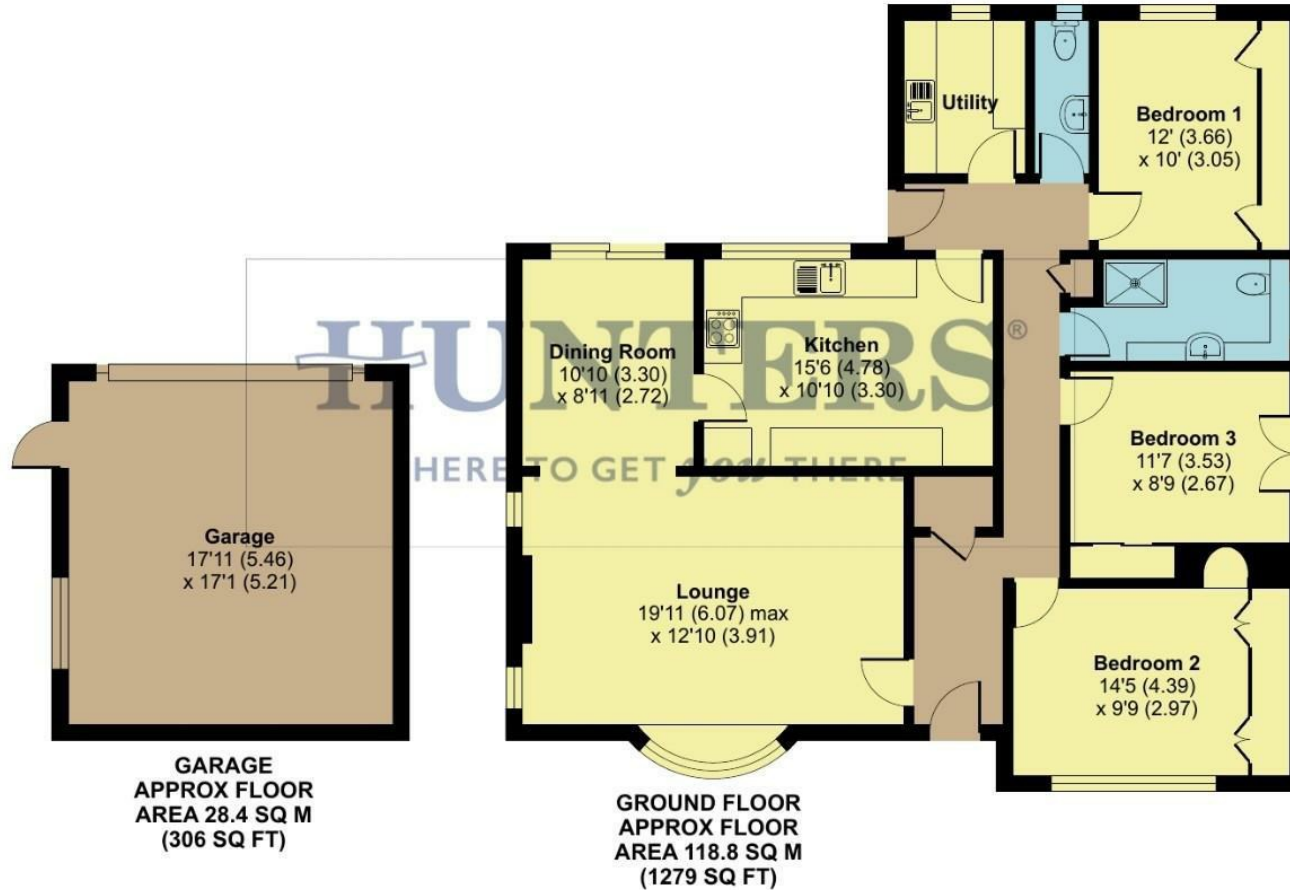 Utility
Bedroom 1
12' (3.66)
x 10' (3.05)
HUNTERS®
HERE TO GET you THERE
Dining Room
10'10 (3.30)
x 8'11 (2.72)
Kitchen
15'6 (4.78)
x 10'10 (3.30)
Bedroom 3
11'7 (3.53)
x 8'9 (2.67)
Garage
17'11 (5.46)
x 17'1 (5.21)
Lounge
19'11 (6.07) max
x 12'10 (3.91)
Bedroom 2
14'5 (4.39)
x 9'9 (2.97)
GARAGE
APPROX FLOOR
AREA 28.4 SQ M
(306 SQ FT)
GROUND FLOOR
APPROX FLOOR
AREA 118.8 SQ M
(1279 SQ FT)